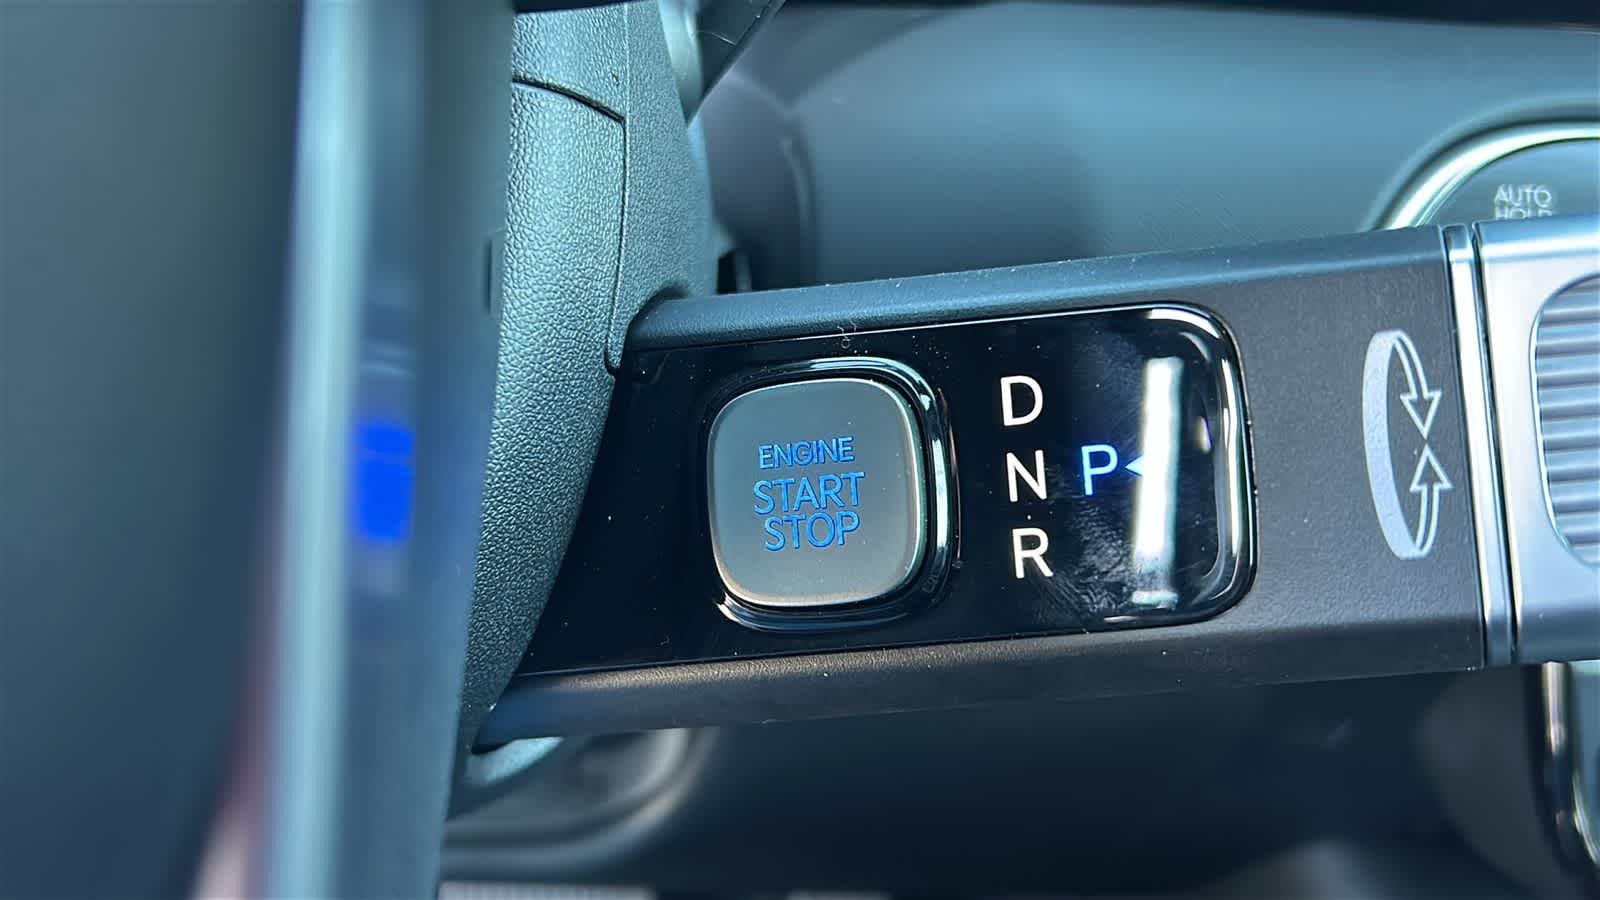 AUTO
HOLD
ENGINE
START
STOP
D
N
R
P